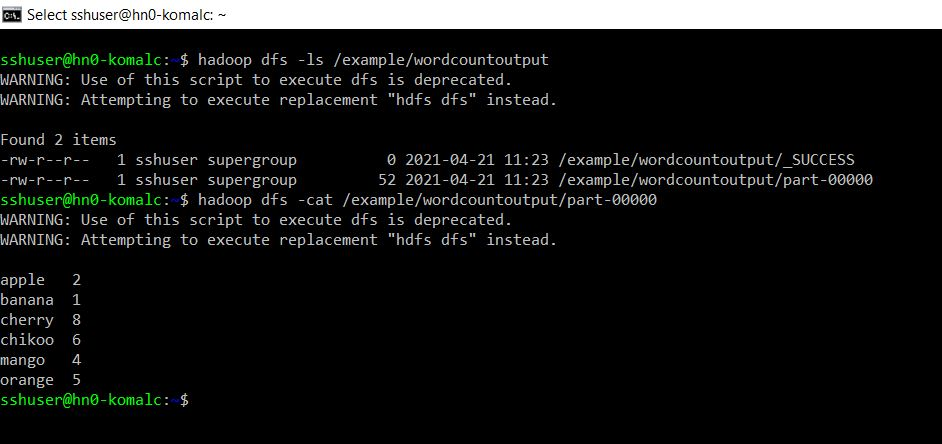 Select sshuser@hn0-komalc: ~
sshuser@hn0-komalc:~$ hadoop dfs -ls /example/wordcountoutput
WARNING: Use of this script to execute dfs is deprecated.
WARNING: Attempting to execute replacement "hdfs dfs" instead.
Found 2 items
-rw-r--r--   1 sshuser supergroup          0 2021-04-21 11:23 /example/wordcountoutput/_SUCCESS
-rw-r--r--   1 sshuser supergroup         52 2021-04-21 11:23 /example/wordcountoutput/part-00000
sshuser@hn0-komalc:~$ hadoop dfs -cat /example/wordcountoutput/part-00000
WARNING: Use of this script to execute dfs is deprecated.
WARNING: Attempting to execute replacement "hdfs dfs" instead.
apple   2
banana  1
cherry  8
chikoo  6
mango   4
orange  5
sshuser@hn0-komalc:~$